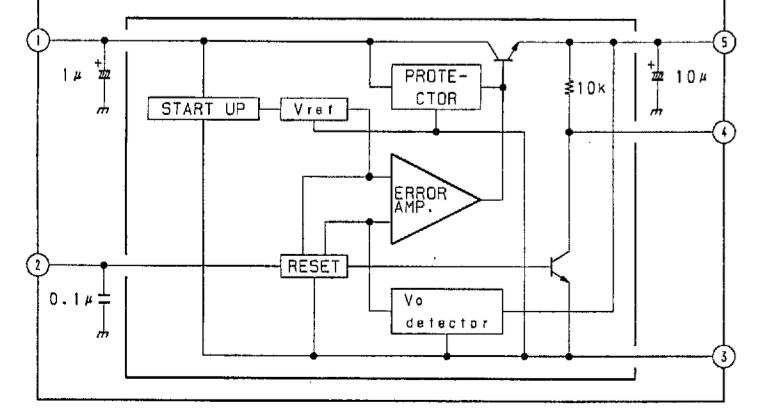 1
5
+
1μ
PROTE-
CTOR
10k
+
10μ
START UP
Vref
4
ERROR
AMP.
2
RESET
0.1μ
Vo
detector
3